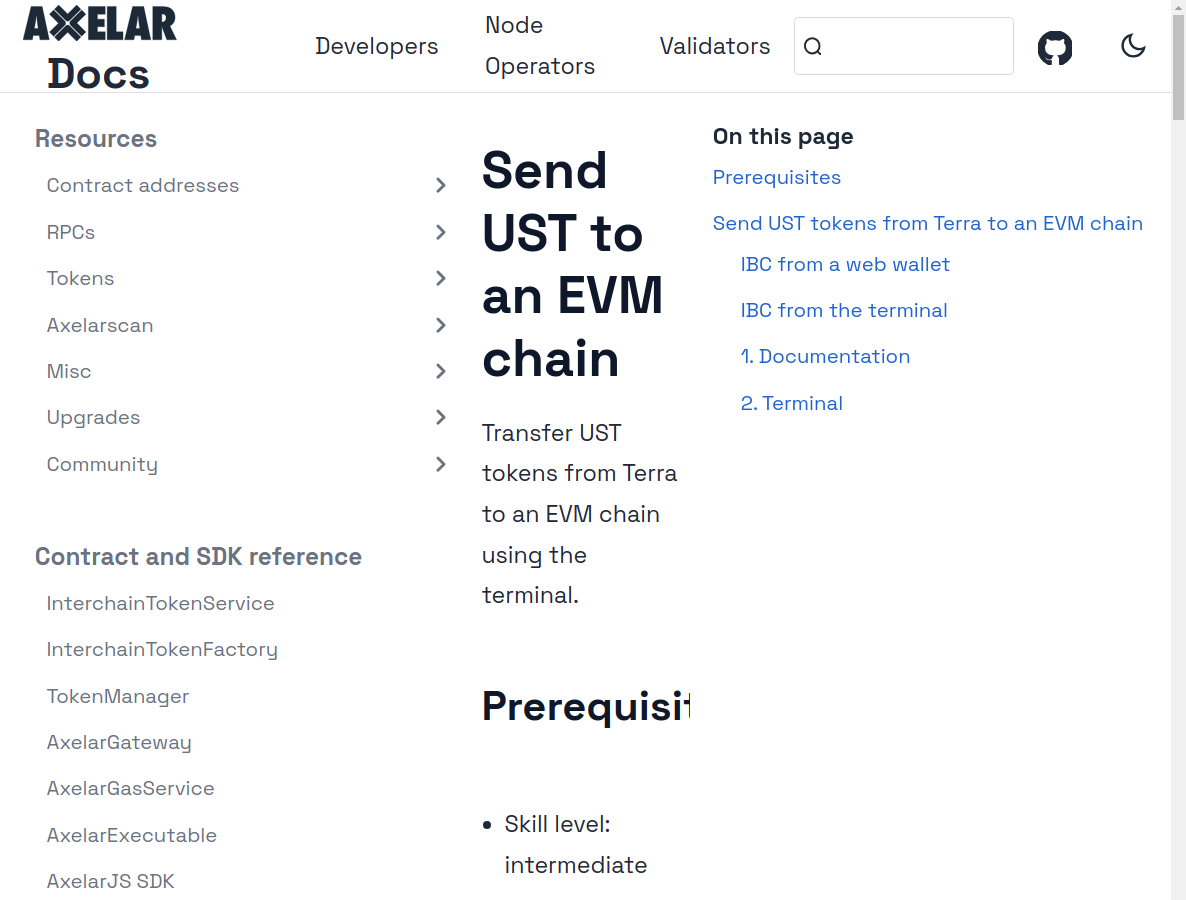 AXELAR
Docs
Developers
Node
Operators
Validators
Resources
Contract addresses
RPCs
Tokens
Axelarscan
Misc
Upgrades
Community
Contract and SDK reference
InterchainTokenService
InterchainTokenFactory
TokenManager
AxelarGateway
AxelarGasService
AxelarExecutable
AxelarJS SDK
Send
UST to
an EVM
chain
Transfer UST
tokens from Terra
to an EVM chain
using the
terminal.
Prerequisit
• Skill level:
intermediate
On this page
Prerequisites
Send UST tokens from Terra to an EVM chain
IBC from a web wallet
IBC from the terminal
1. Documentation
2. Terminal